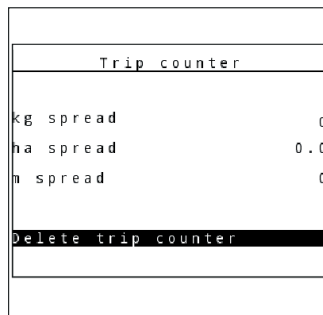 Trip counter
kg spread 0
ha spread 0.0
m spread 0
Delete trip counter